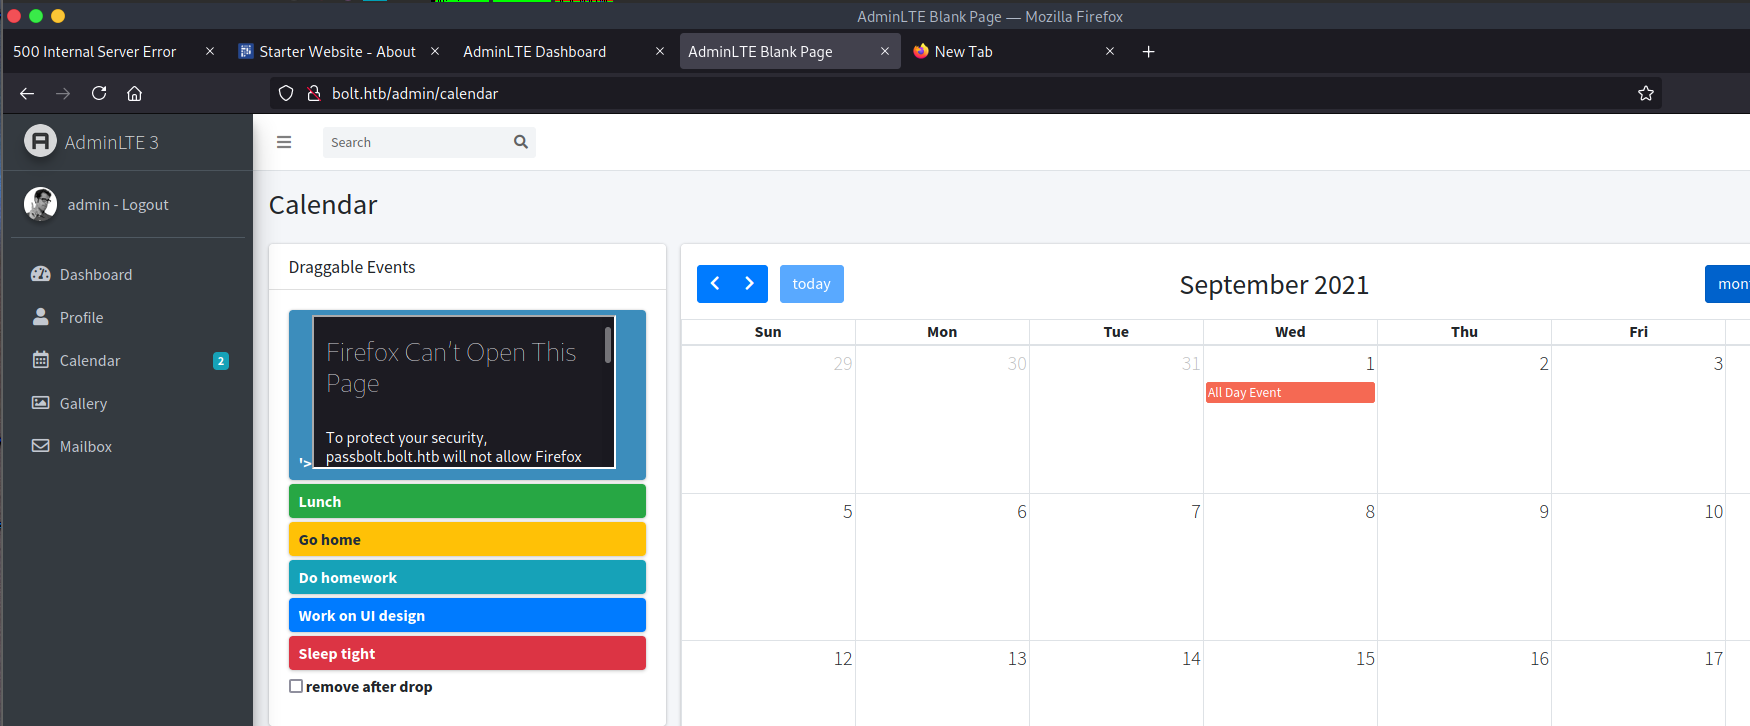 AdminLTE Blank Page — Mozilla Firefox
500 Internal Server Error × Starter Website - About × AdminLTE Dashboard × AdminLTE Blank Page × New Tab × +
bolt.htb/admin/calendar
AdminLTE 3
Search
admin - Logout
Calendar
Dashboard
Profile
Calendar 2
Gallery
Mailbox
Draggable Events
'>
Firefox Can't Open This
Page
To protect your security,
passbolt.bolt.htb will not allow Firefox
Lunch
Go home
Do homework
Work on UI design
Sleep tight
remove after drop
today
September 2021
mon
Sun Mon Tue Wed Thu Fri
29 30 31 1 2 3
All Day Event
5 6 7 8 9 10
12 13 14 15 16 17